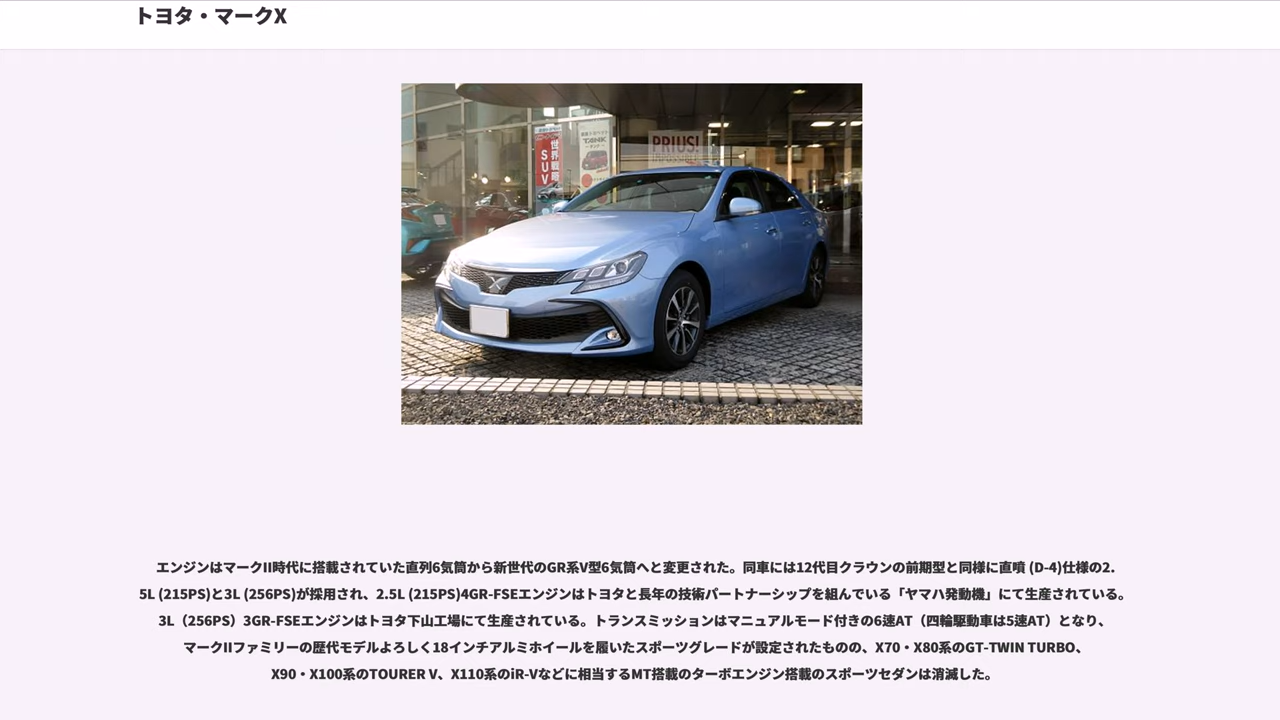 トヨタ・マークX
世界戦略
SUV
TANK
PRIUS!
IMPOSSIBLE
エンジンはマークII時代に搭載されていた直列6気筒から新世代のGR系V型6気筒へと変更された。同車には12代目クラウンの前期型と同様に直噴 (D-4)仕様の2.
5L (215PS)と3L (256PS)が採用され、2.5L (215PS)4GR-FSEエンジンはトヨタと長年の技術パートナーシップを組んでいる「ヤマハ発動機」にて生産されている。
3L（256PS）3GR-FSEエンジンはトヨタ下山工場にて生産されている。トランスミッションはマニュアルモード付きの6速AT（四輪駆動車は5速AT）となり、
マークIIファミリーの歴代モデルよろしく18インチアルミホイールを履いたスポーツグレードが設定されたものの、X70・X80系のGT-TWIN TURBO、
X90・X100系のTOURER V、X110系のiR-Vなどに相当するMT搭載のターボエンジン搭載のスポーツセダンは消滅した。